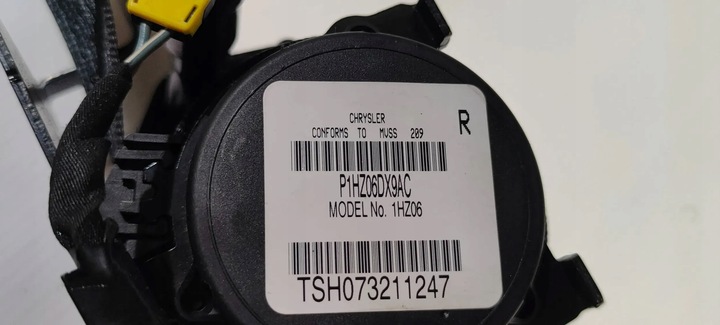 CHRYSLER
R
CONFORMS TO MVSS 209
P1HZ06DX9AC
MODEL No. 1HZ06
TSH073211247